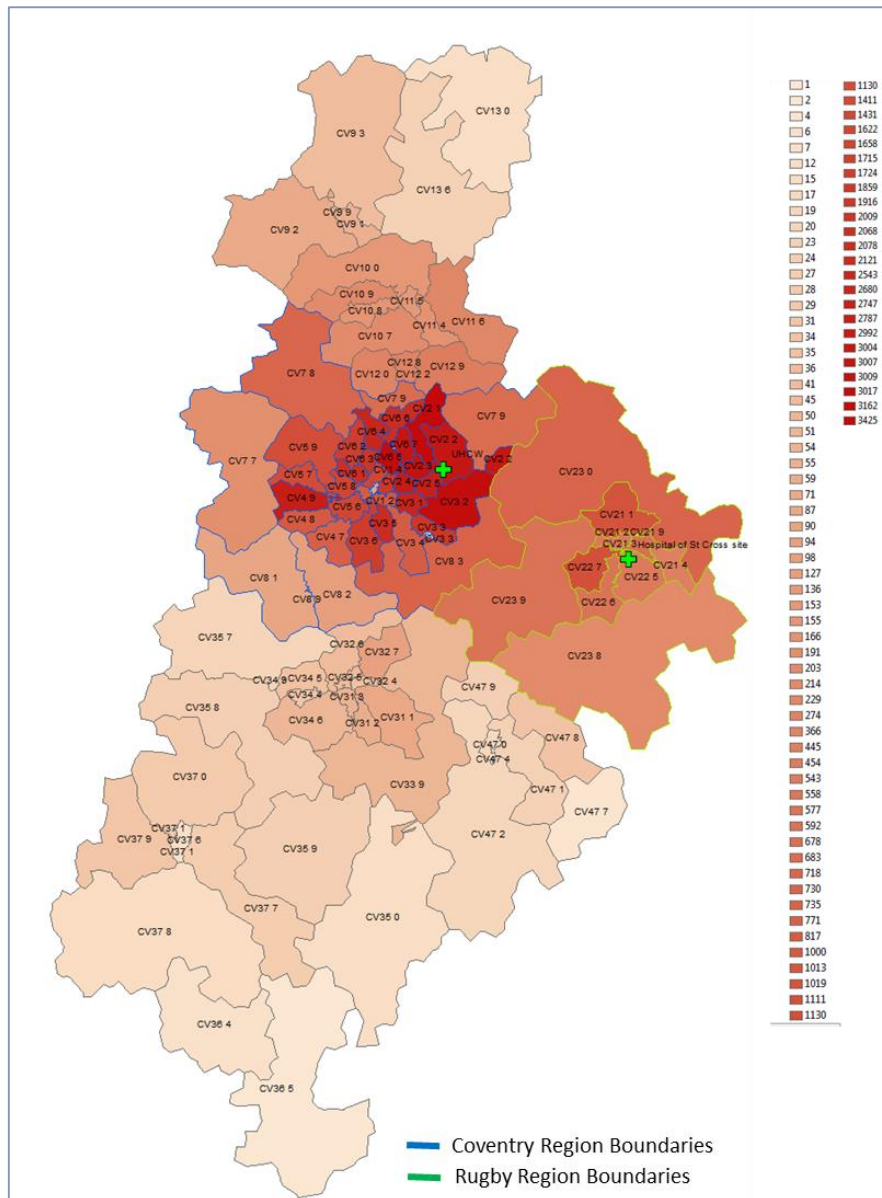 CV13 0
CV9 3
CV13 6
CV9 9
CV9 1
CV9 2
CV10 0
CV10 9
CV11 5
CV10 8
CV11 4
CV11 6
CV10 7
CV12 8
CV12 9
CV12 0
CV12 2
CV7 8
CV7 9
CV6 6
CV7 9
CV6 4
CV2 2
CV5 9
CV6 2
CV6 7
UHCW
CV7 7
CV6 3
CV6 5
CV2 3
CV2 2
CV23 0
CV5 7
CV6 1
CV1 4
CV5 8
CV2 4
CV2 5
CV4 9
CV5 6
CV1 2
CV3 1
CV3 2
CV21 1
CV4 8
CV3 5
CV3 3
CV21 2
CV21 9
CV4 7
CV3 6
CV3 4
CV3 3
CV21 3
Hospital of St Cross site
CV8 3
CV22 7
CV22 5
CV21 4
CV8 1
CV8 9
CV8 2
CV23 9
CV22 6
CV35 7
CV32 6
CV32 7
CV23 8
CV34 9
CV34 5
CV32 5
CV32 4
CV47 9
CV34 4
CV31 3
CV35 8
CV34 6
CV31 2
CV31 1
CV47 0
CV47 8
CV47 4
CV37 0
CV33 9
CV47 1
CV47 7
CV37 1
CV37 9
CV37 6
CV37 1
CV35 9
CV47 2
CV37 7
CV35 0
CV37 8
CV36 4
CV36 5
Coventry Region Boundaries
Rugby Region Boundaries
1
2
4
6
7
12
15
17
19
20
23
24
27
28
29
31
34
35
36
41
45
50
51
54
55
59
71
87
90
94
98
127
136
153
155
166
191
203
214
229
274
366
445
454
543
558
577
592
678
683
718
730
735
771
817
1000
1013
1019
1111
1130
1130
1411
1431
1622
1658
1715
1724
1859
1916
2009
2068
2078
2121
2543
2680
2747
2787
2992
3004
3007
3009
3017
3162
3425